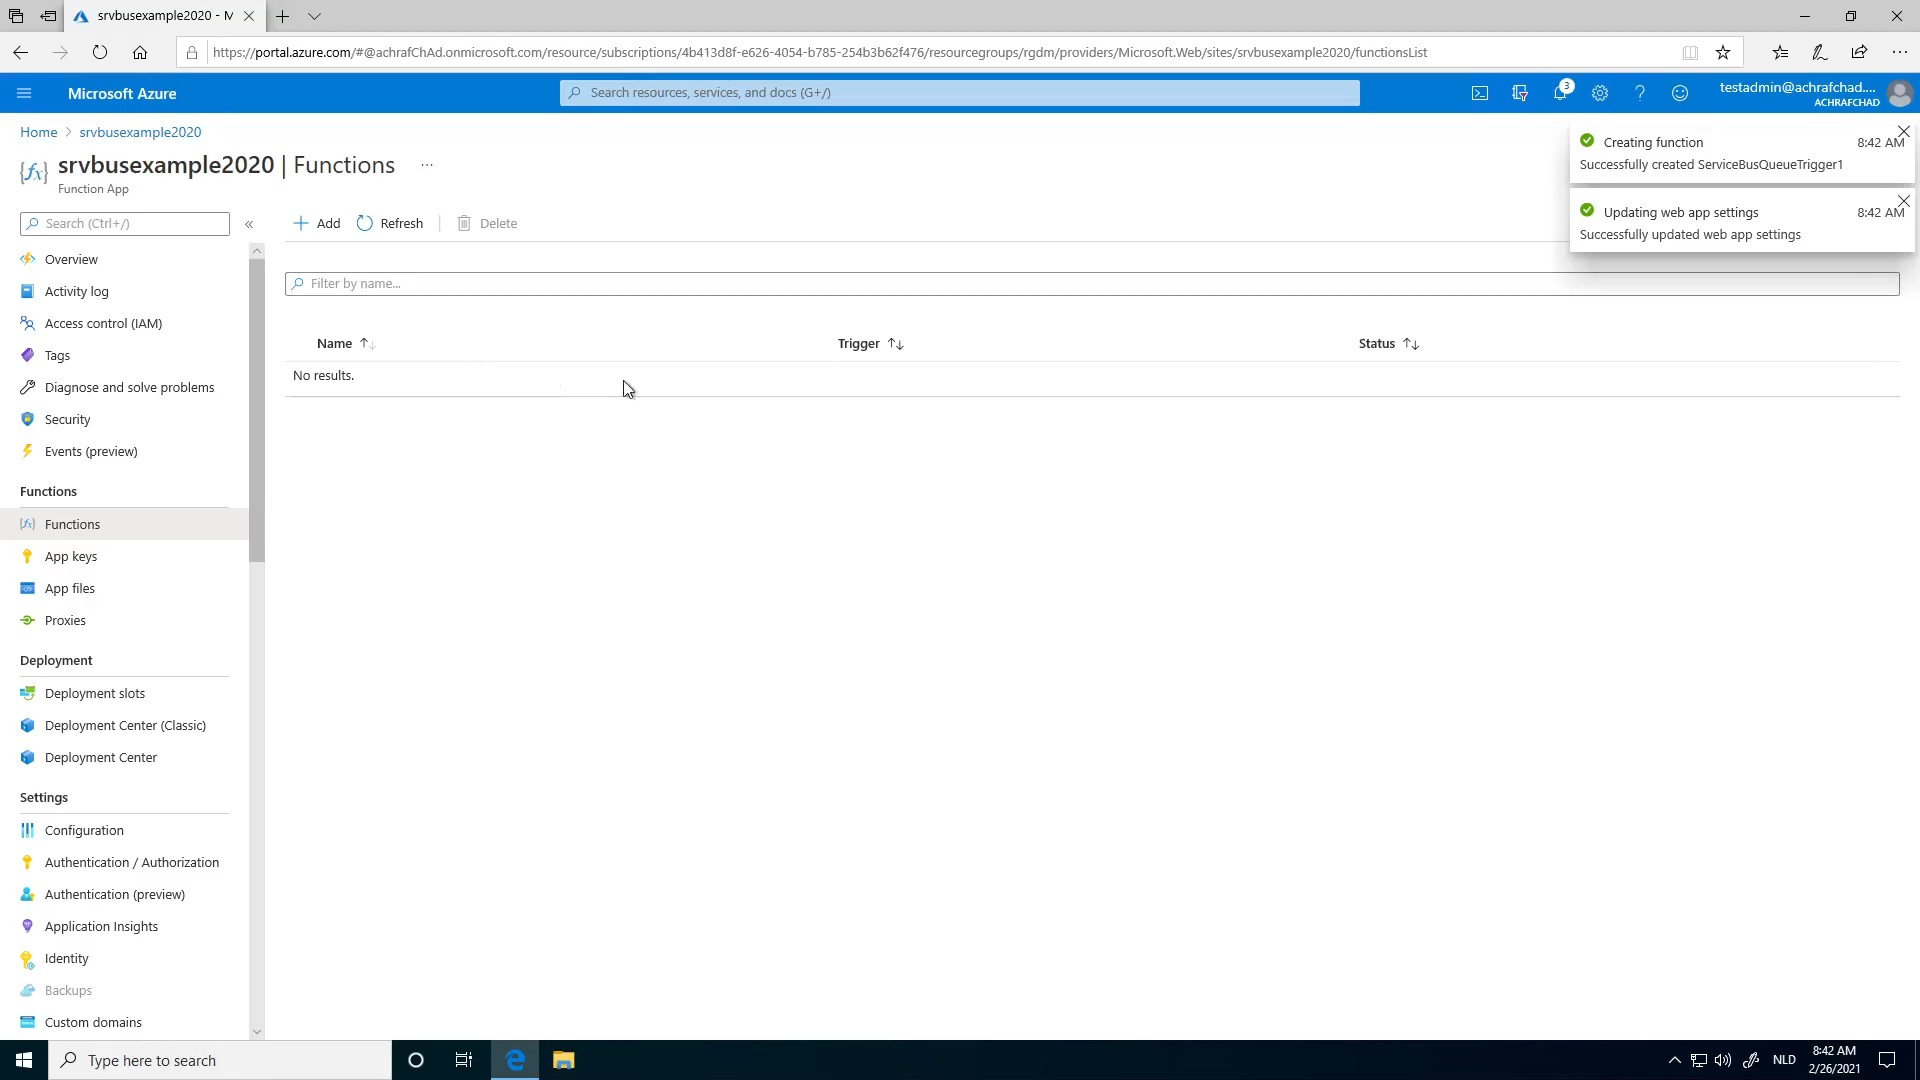 srvbusexample2020 - M
https://portal.azure.com/#@achrafChAd.onmicrosoft.com/resource/subscriptions/4b413d8f-e626-4054-b785-254b3b62f476/resourcegroups/rgdm/providers/Microsoft.Web/sites/srvbusexample2020/functionsList
Microsoft Azure
Search resources, services, and docs (G+/)
3
testadmin@achrafchad....
ACHRAFCHAD
Home > srvbusexample2020
srvbusexample2020 | Functions ...
Function App
Creating function 8:42 AM
Successfully created ServiceBusQueueTrigger1
Updating web app settings 8:42 AM
Successfully updated web app settings
Search (Ctrl+/)
«
Add
Refresh
Delete
Filter by name...
Name
Trigger
Status
No results.
Overview
Activity log
Access control (IAM)
Tags
Diagnose and solve problems
Security
Events (preview)
Functions
Functions
App keys
App files
Proxies
Deployment
Deployment slots
Deployment Center (Classic)
Deployment Center
Settings
Configuration
Authentication / Authorization
Authentication (preview)
Application Insights
Identity
Backups
Custom domains
Type here to search
NLD
8:42 AM
2/26/2021